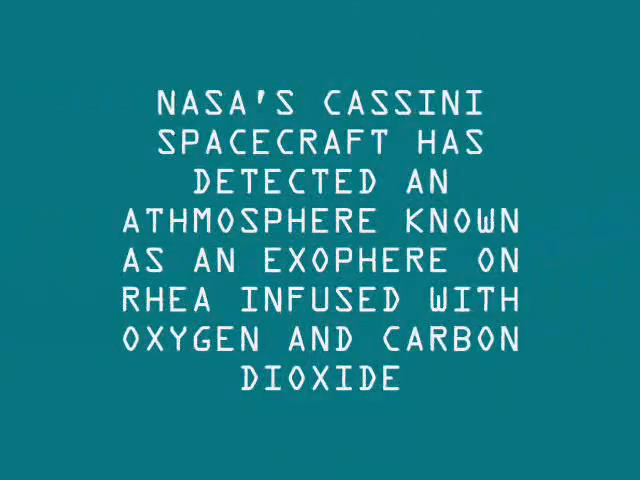 NASA'S CASSINI
SPACECRAFT HAS
DETECTED AN
ATHMOSPHERE KNOWN
AS AN EXOPHERE ON
RHEA INFUSED WITH
OXYGEN AND CARBON
DIOXIDE